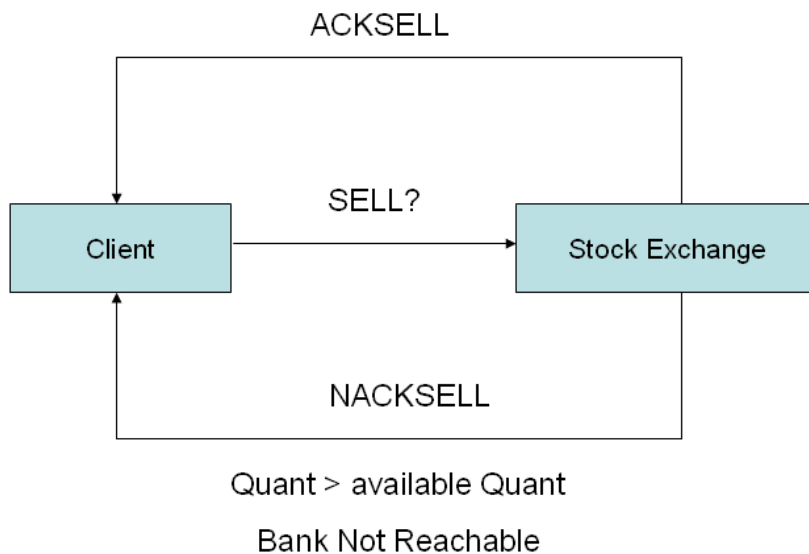 ACKSELL
SELL?
Client
Stock Exchange
NACKSELL
Quant > available Quant
Bank Not Reachable